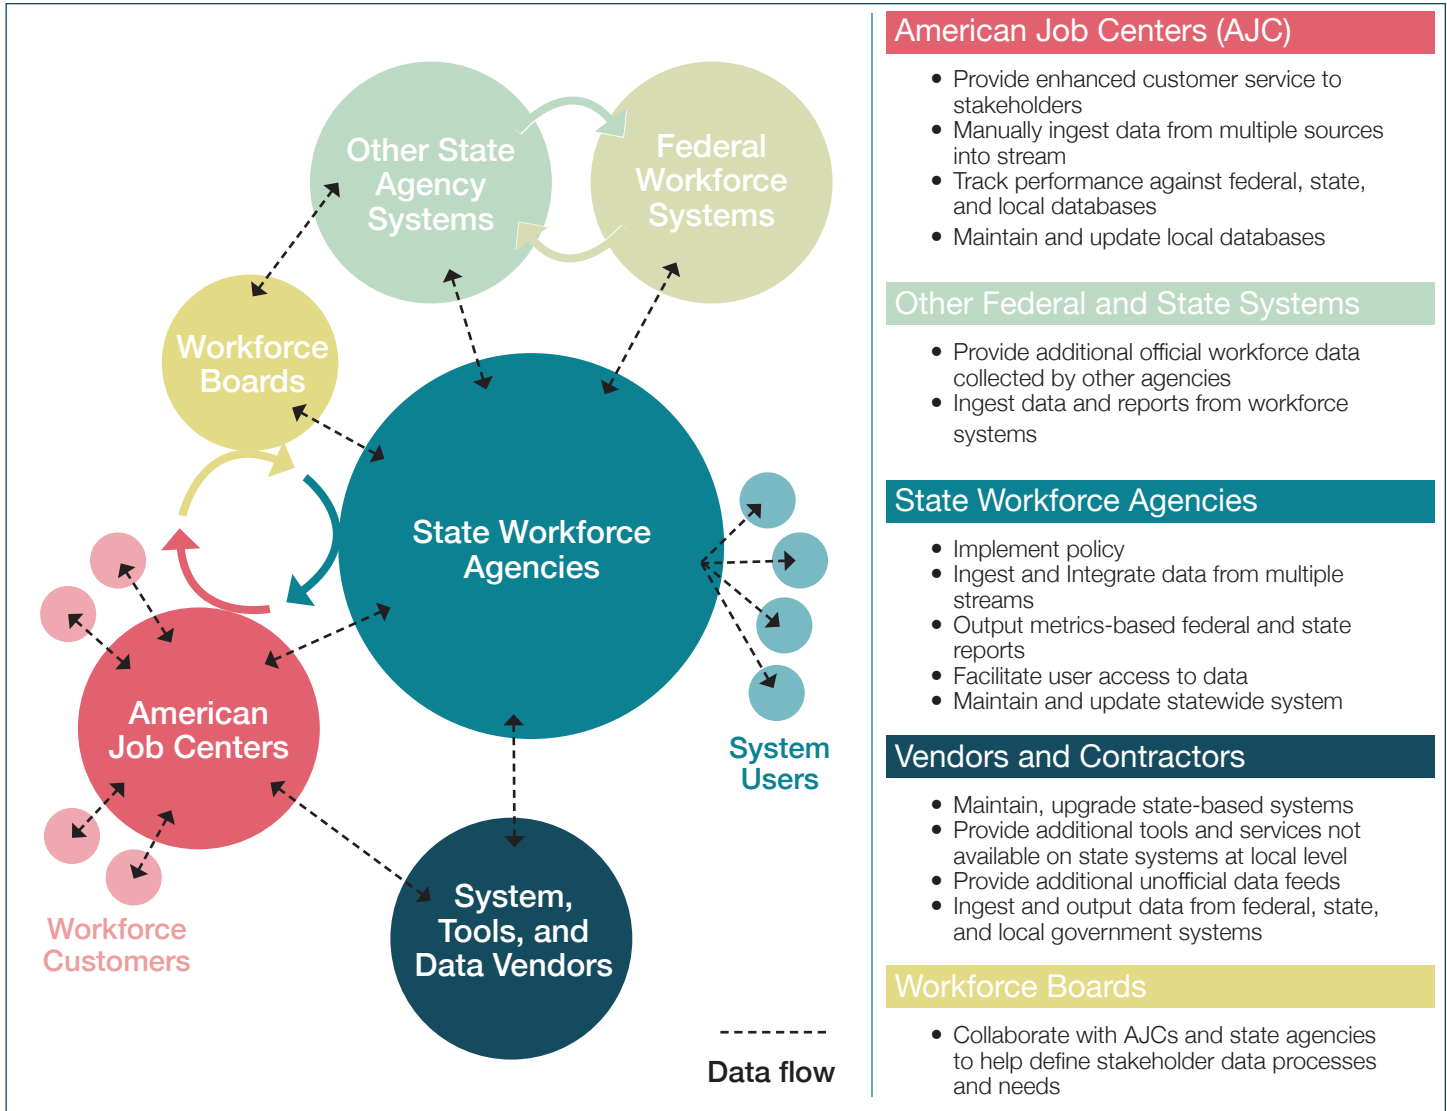 Other State
Agency
Systems
Federal
Workforce
Systems
Workforce
Boards
State Workforce
Agencies
American
Job Centers
System
Users
System,
Tools, and
Data Vendors
Workforce
Customers
Data flow
American Job Centers (AJC)
• Provide enhanced customer service to
stakeholders
• Manually ingest data from multiple sources
into stream
• Track performance against federal, state,
and local databases
• Maintain and update local databases
Other Federal and State Systems
• Provide additional official workforce data
collected by other agencies
• Ingest data and reports from workforce
systems
State Workforce Agencies
• Implement policy
• Ingest and Integrate data from multiple
streams
• Output metrics-based federal and state
reports
• Facilitate user access to data
• Maintain and update statewide system
Vendors and Contractors
• Maintain, upgrade state-based systems
• Provide additional tools and services not
available on state systems at local level
• Provide additional unofficial data feeds
• Ingest and output data from federal, state,
and local government systems
Workforce Boards
• Collaborate with AJCs and state agencies
to help define stakeholder data processes
and needs